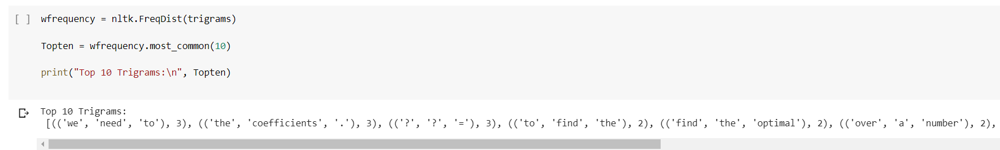 [ ] wfrequency = nltk.FreqDist(trigrams)
Topten = wfrequency.most_common(10)
print("Top 10 Trigrams:\n", Topten)
Top 10 Trigrams:
[(('we', 'need', 'to'), 3), (('the', 'coefficients', '.'), 3), (('?', '?', '='), 3), (('to', 'find', 'the'), 2), (('find', 'the', 'optimal'), 2), (('over', 'a', 'number'), 2),